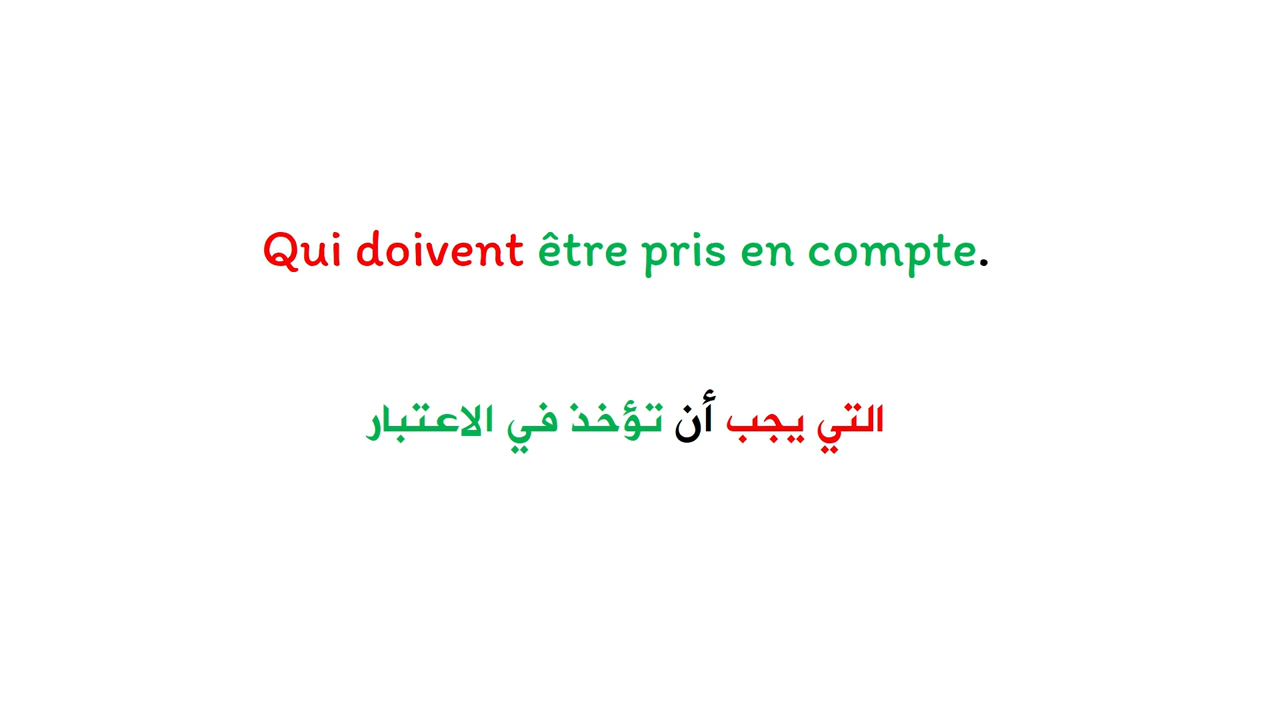 Qui doivent être pris en compte.
التي يجب أن تؤخذ في الاعتبار